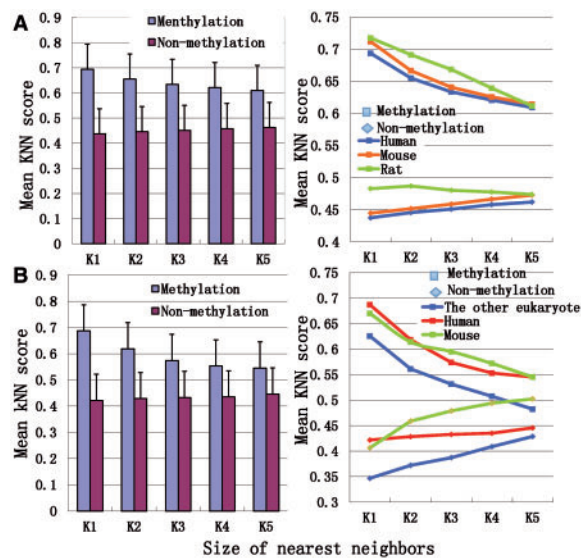 A
Mean KNN score
0.9
0.8
0.7
0.6
0.5
0.4
0.3
0.2
0.1
0
Menthylation
Non-methylation
K1 K2 K3 K4 K5
Mean KNN score
0.75
0.7
0.65
0.6
0.55
0.5
0.45
0.4
Methylation
Non-methylation
Human
Mouse
Rat
K1 K2 K3 K4 K5
B
Mean kNN score
0.9
0.8
0.7
0.6
0.5
0.4
0.3
0.2
0.1
0
Methylation
Non-methylation
K1 K2 K3 K4 K5
Mean KNN score
0.75
0.7
0.65
0.6
0.55
0.5
0.45
0.4
0.35
0.3
Methylation
Non-methylation
The other eukaryote
Human
Mouse
K1 K2 K3 K4 K5
Size of nearest neighbors